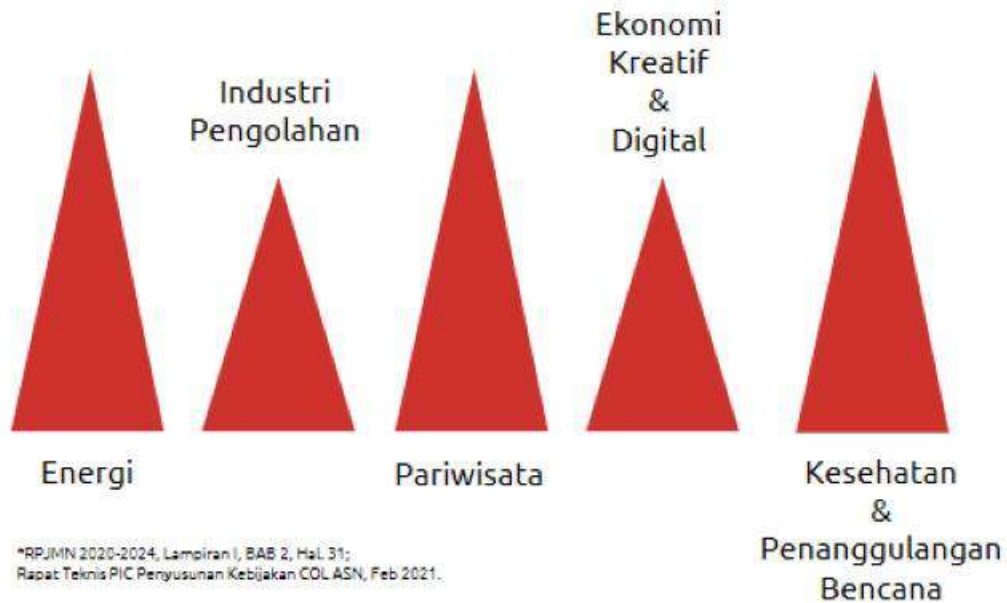 Ekonomi
Kreatif
&
Digital
Industri
Pengolahan
Energi
Pariwisata
Kesehatan
&
Penanggulangan
Bencana
*RPJMN 2020-2024, Lampiran I, BAB 2, Hal. 31;
Rapat Teknis PIC Penyusunan Kebijakan COL ASN, Feb 2021.